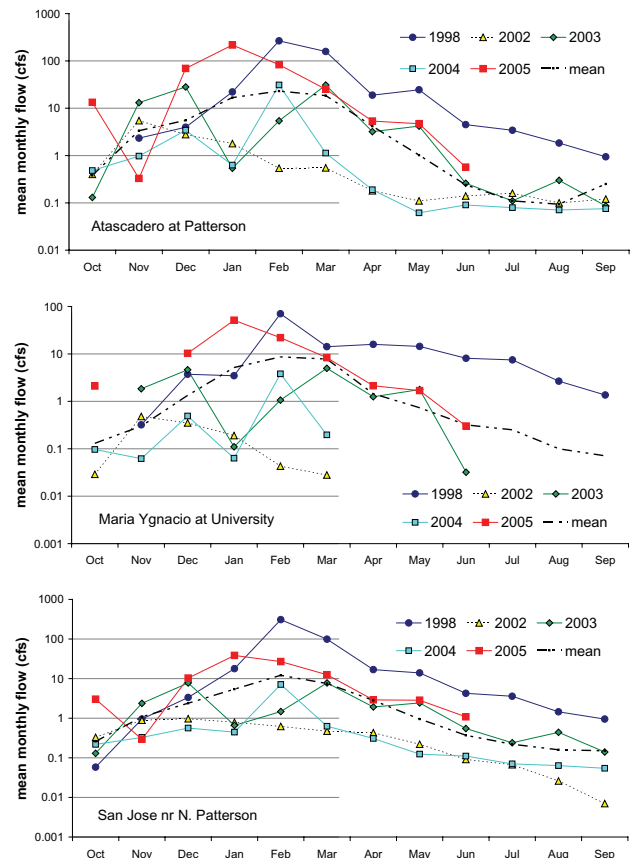 mean monthly flow (cfs)
1000
100
10
1
0.1
0.01
1998 2002 2003
2004 2005 mean
Atascadero at Patterson
Oct Nov Dec Jan Feb Mar Apr May Jun Jul Aug Sep
mean monthly flow (cfs)
100
10
1
0.1
0.01
0.001
Maria Ygnacio at University
1998 2002 2003
2004 2005 mean
Oct Nov Dec Jan Feb Mar Apr May Jun Jul Aug Sep
mean monthly flow (cfs)
1000
100
10
1
0.1
0.01
0.001
1998 2002 2003
2004 2005 mean
San Jose nr N. Patterson
Oct Nov Dec Jan Feb Mar Apr May Jun Jul Aug Sep